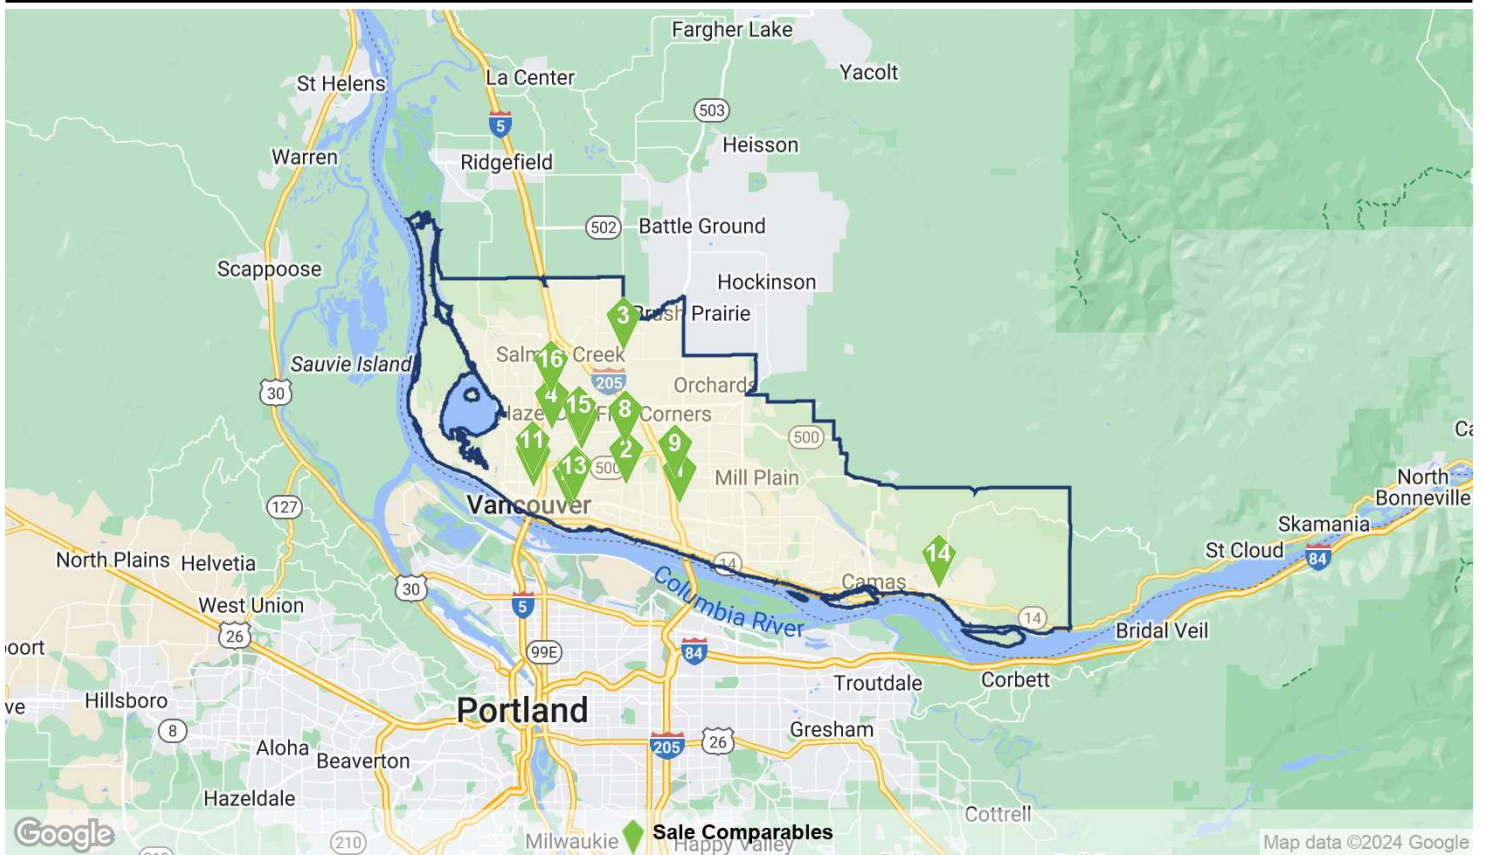 Fargher Lake
Yacolt
La Center
St Helens
503
5
Heisson
Warren
Ridgefield
502
Battle Ground
Scappoose
Hockinson
3
Prairie
Sauvie Island
16
Creek
205
Orchards
30
4
15
8
Corners
11
9
500
2
13
500
Mill Plain
North
Bonneville
Vancouver
127
Skamania
St Cloud
84
14
North Plains
Helvetia
14
Camas
30
Columbia River
West Union
5
26
14
Bridal Veil
99E
84
Troutdale
Corbett
Hillsboro
Portland
8
Gresham
205
26
Aloha
Beaverton
Hazeldale
Cottrell
Google
210
Milwaukie
Sale Comparables
Happy Valley
Map data ©2024 Google